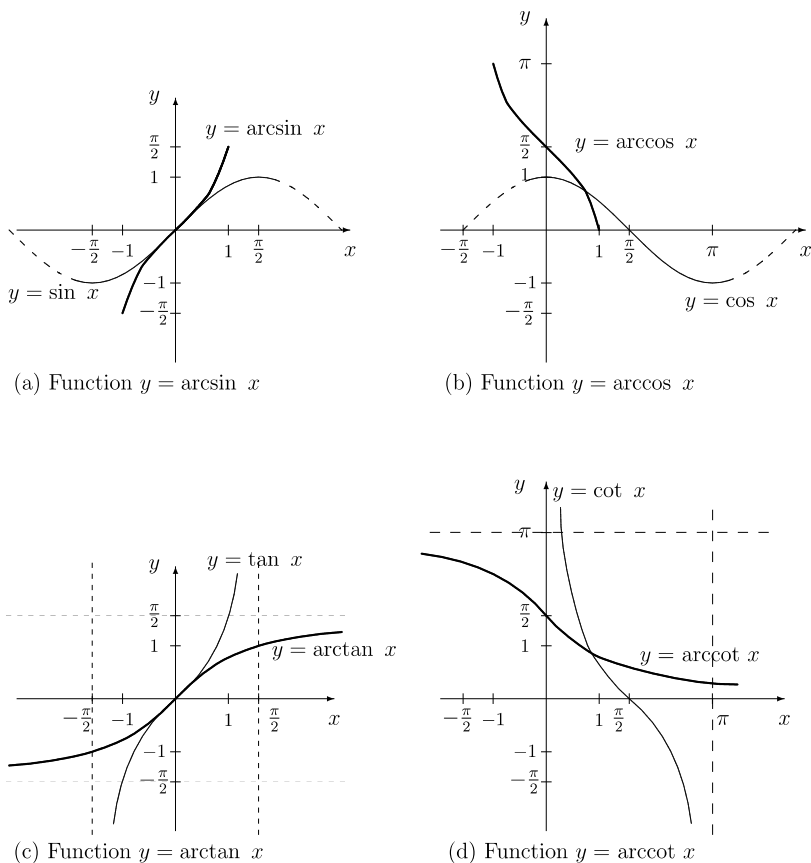 y
y = arcsin x
π/2
1
−π/2 −1 1 π/2 x
−1
y = sin x
−π/2
(a) Function y = arcsin x
y
π
π/2
y = arccos x
1
−π/2 −1 1 π/2 π x
−1
y = cos x
−π/2
(b) Function y = arccos x
y
y = tan x
π/2
1
y = arctan x
−π/2 −1 1 π/2 x
−1
−π/2
(c) Function y = arctan x
y
y = cot x
π
π/2
1
y = arccot x
−π/2 −1 1 π/2 π x
−1
−π/2
(d) Function y = arccot x